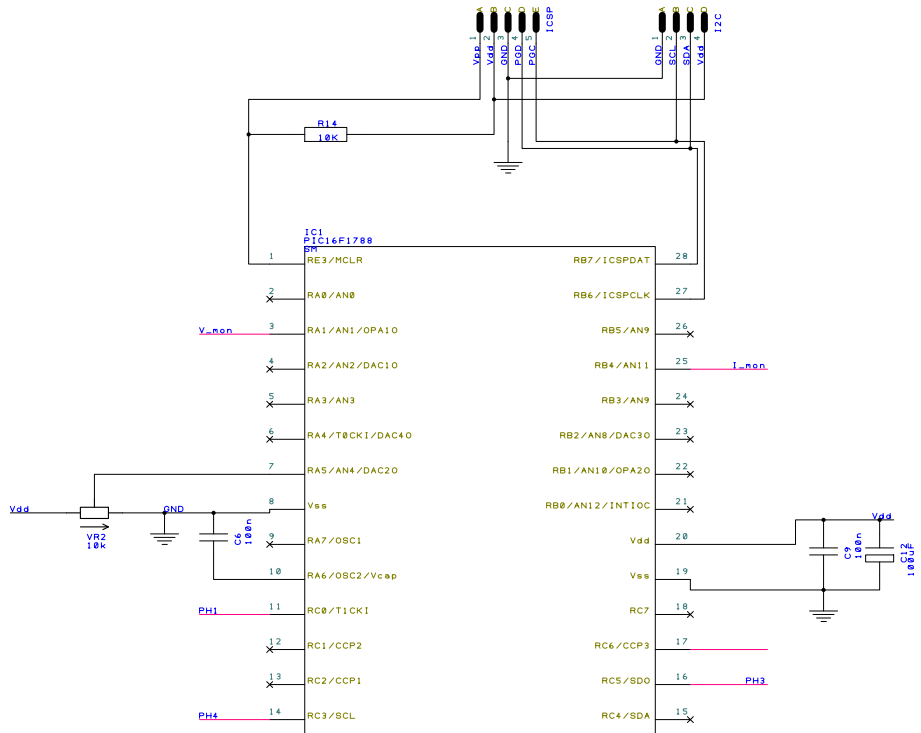 A B C D E ICSP
1 2 3 4 5
Vpp Vdd GND PGD PGC
A B C D I2C
1 2 3 4
GND SCL SDA Vdd
R14
10K
IC1
PIC16F1788
SM
1 RE3/MCLR
RB7/ICSPDAT 28
2 RA0/AN0
RB6/ICSPCLK 27
V_mon 3 RA1/AN1/OPA1O
RB5/AN9 26
4 RA2/AN2/DAC1O
RB4/AN11 25 I_mon
5 RA3/AN3
RB3/AN9 24
6 RA4/T0CKI/DAC4O
RB2/AN8/DAC3O 23
7 RA5/AN4/DAC2O
RB1/AN10/OPA2O 22
Vdd
VR2
10k
GND
8 Vss
RB0/AN12/INTIOC 21
C6
100n
9 RA7/OSC1
Vdd 20
Vdd
C9
100n
C12
100uF
10 RA6/OSC2/Vcap
Vss 19
PH1 11 RC0/T1CKI
RC7 18
12 RC1/CCP2
RC6/CCP3 17
13 RC2/CCP1
RC5/SDO 16 PH3
PH4 14 RC3/SCL
RC4/SDA 15